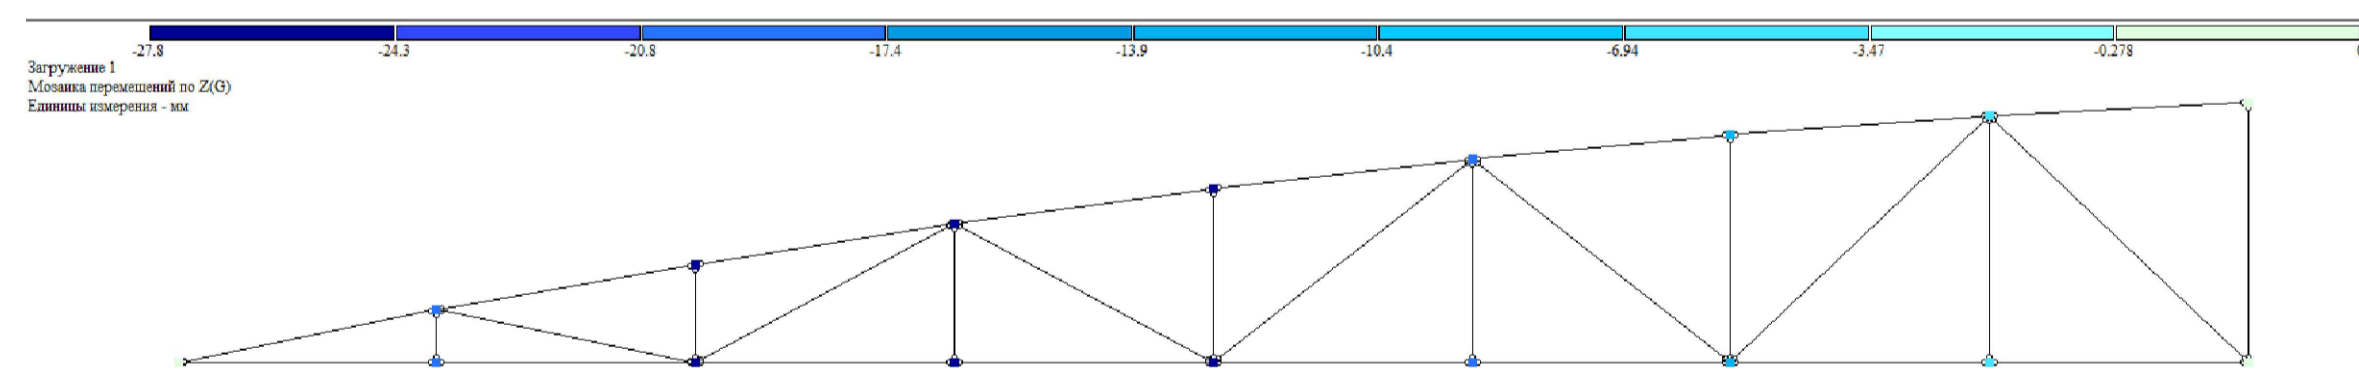 -27.8 -24.3 -20.8 -17.4 -13.9 -10.4 -6.94 -3.47 -0.278
Загружение 1
Мозаика перемещений по Z(G)
Единицы измерения - мм